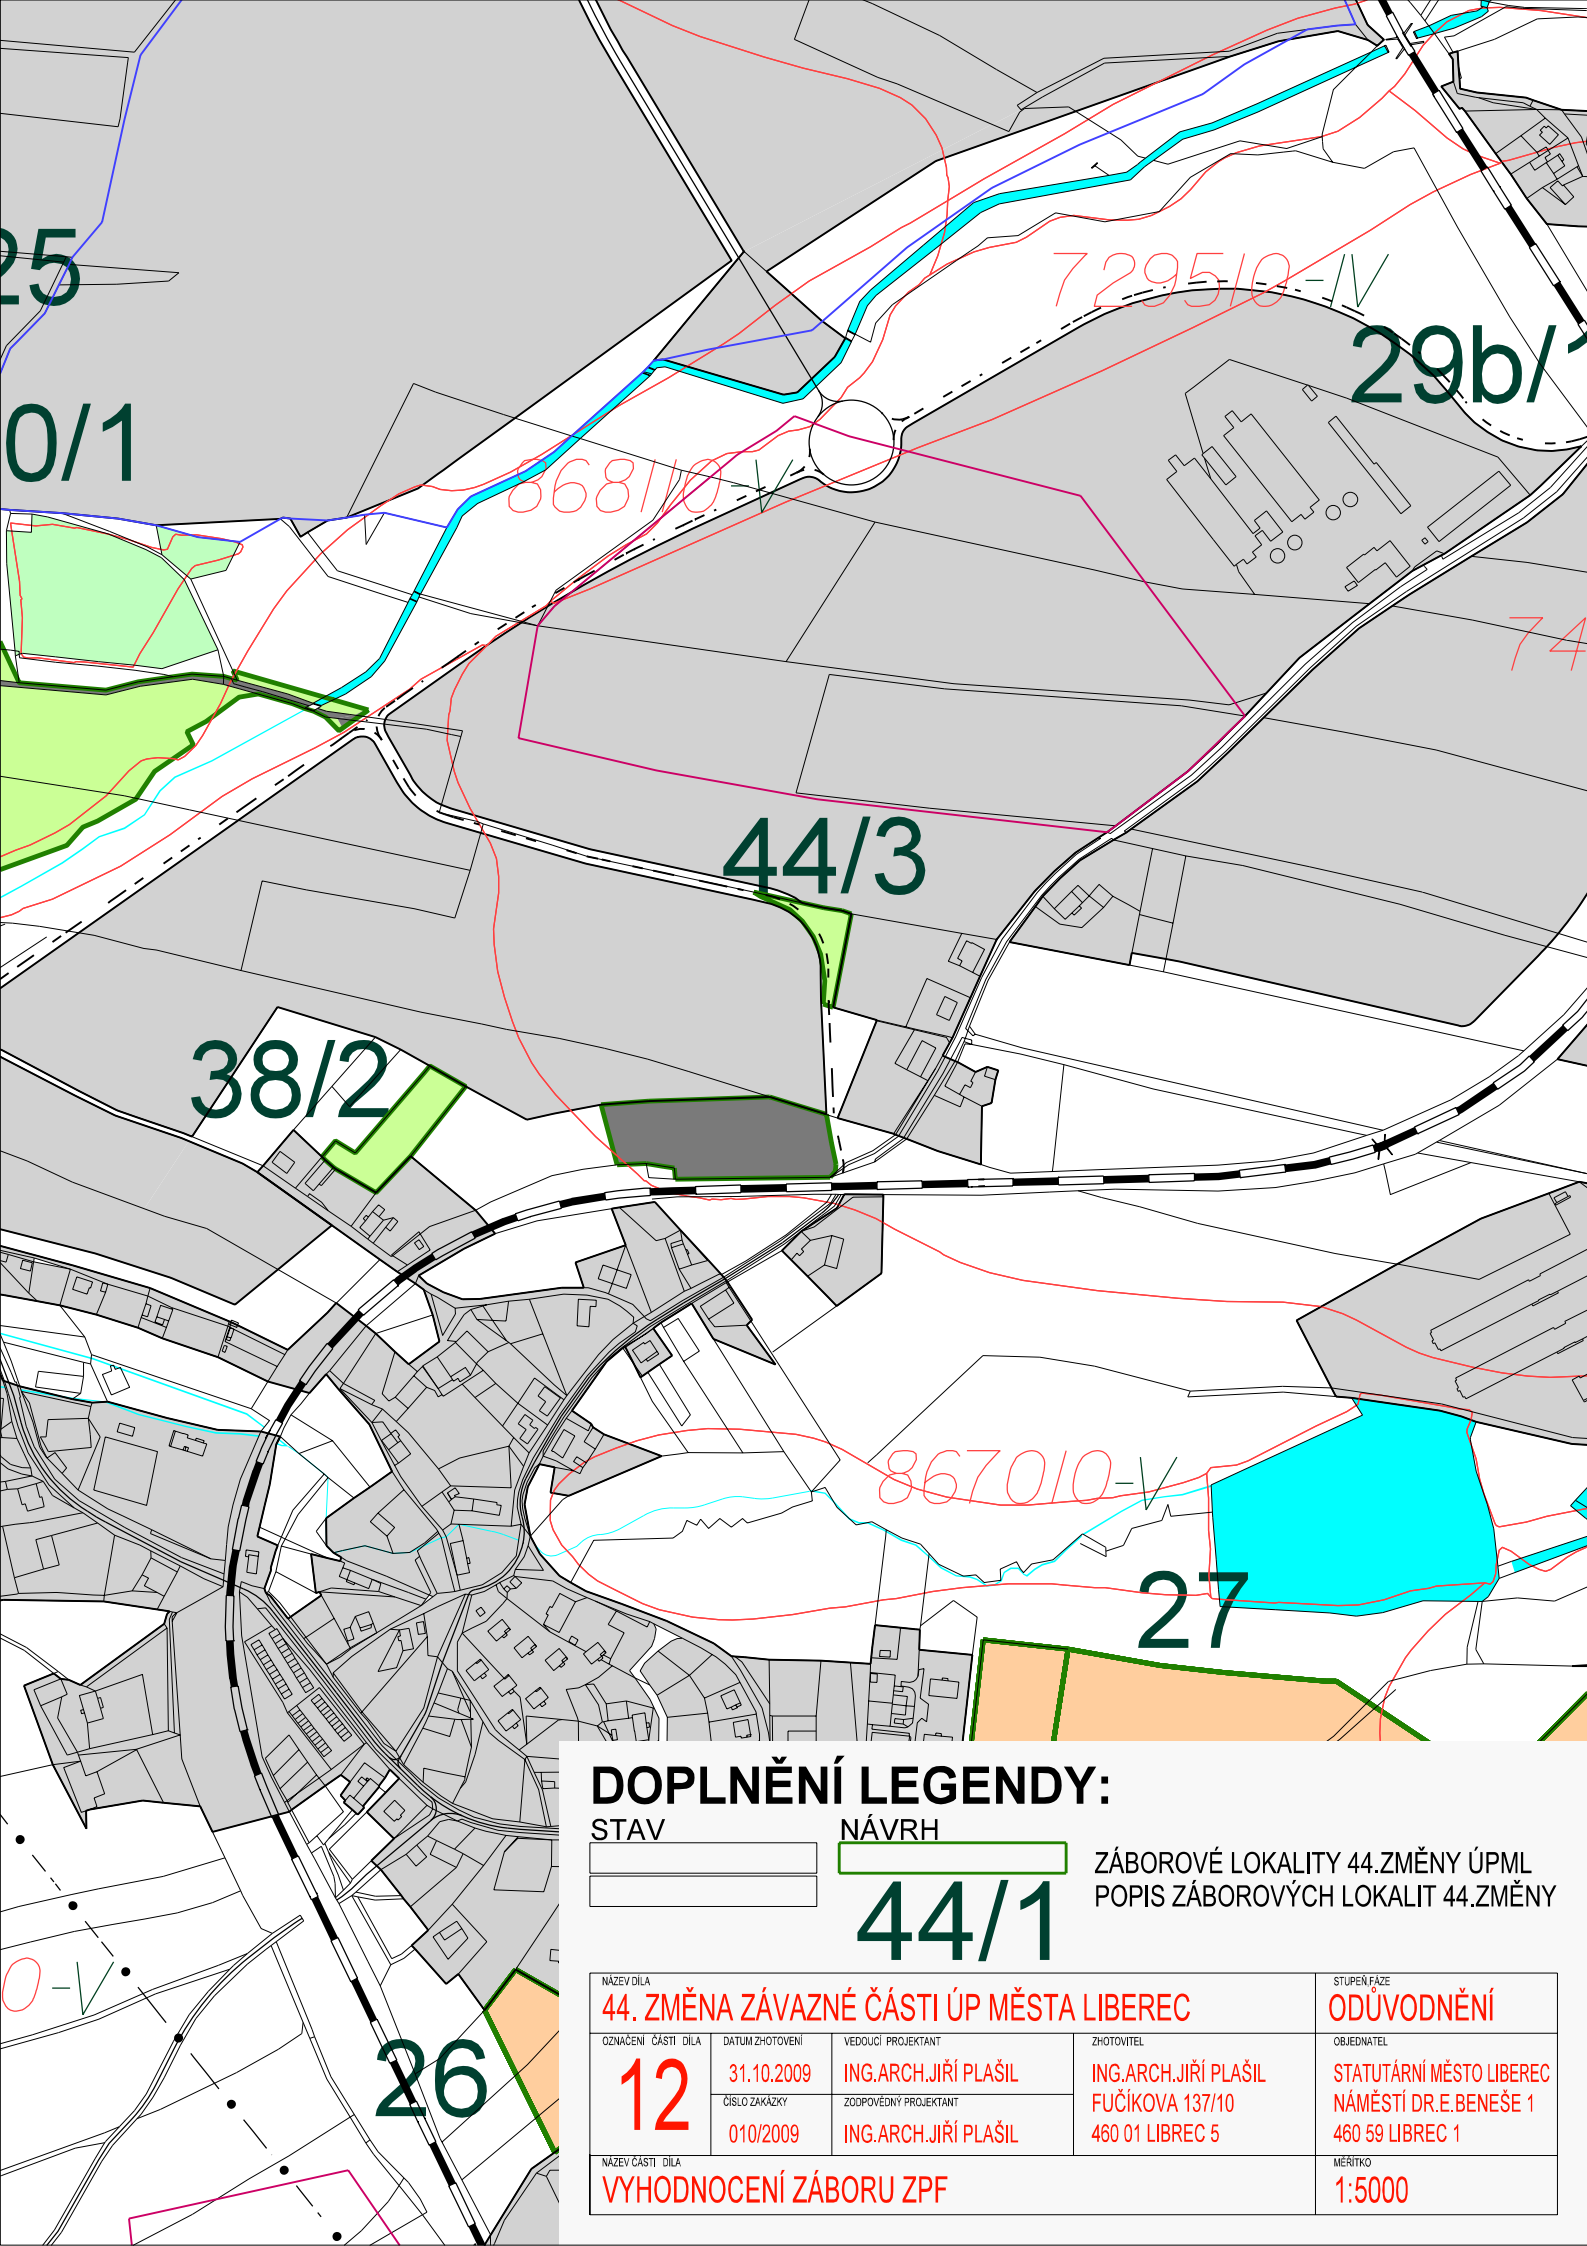 25
0/1
729510-IV
29b/1
868110-V
74
44/3
38/2
867010-V
27
0-V
26
DOPLNĚNÍ LEGENDY:
STAV
NÁVRH
ZÁBOROVÉ LOKALITY 44.ZMĚNY ÚPML
44/1
POPIS ZÁBOROVÝCH LOKALIT 44.ZMĚNY
NÁZEV DÍLA
44. ZMĚNA ZÁVAZNÉ ČÁSTI ÚP MĚSTA LIBEREC
STUPEŇ,FÁZE
ODŮVODNĚNÍ
OZNAČENÍ ČÁSTI DÍLA
12
DATUM ZHOTOVENÍ
31.10.2009
ČÍSLO ZAKÁZKY
010/2009
VEDOUCÍ PROJEKTANT
ING.ARCH.JIŘÍ PLAŠIL
ZODPOVĚDNÝ PROJEKTANT
ING.ARCH.JIŘÍ PLAŠIL
ZHOTOVITEL
ING.ARCH.JIŘÍ PLAŠIL
FUČÍKOVA 137/10
460 01 LIBREC 5
OBJEDNATEL
STATUTÁRNÍ MĚSTO LIBEREC
NÁMĚSTÍ DR.E.BENEŠE 1
460 59 LIBREC 1
NÁZEV ČÁSTI DÍLA
VYHODNOCENÍ ZÁBORU ZPF
MĚŘÍTKO
1:5000